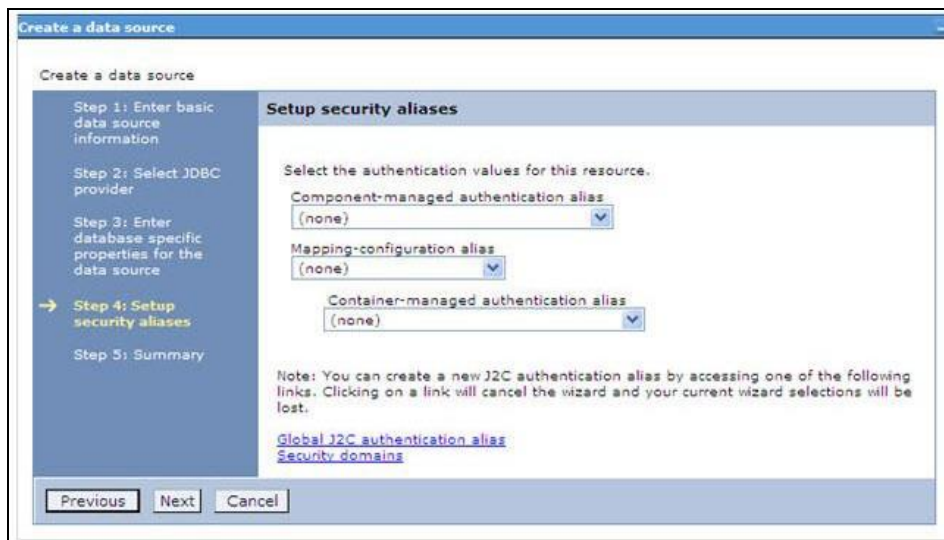 Create a data source
Create a data source
Step 1: Enter basic
data source
information
Step 2: Select JDBC
provider
Step 3: Enter
database specific
properties for the
data source
Step 4: Setup
security aliases
Step 5: Summary
Setup security aliases
Select the authentication values for this resource.
Component-managed authentication alias
(none)
Mapping-configuration alias
(none)
Container-managed authentication alias
(none)
Note: You can create a new J2C authentication alias by accessing one of the following
links. Clicking on a link will cancel the wizard and your current wizard selections will be
lost.
Global J2C authentication alias
Security domains
Previous Next Cancel